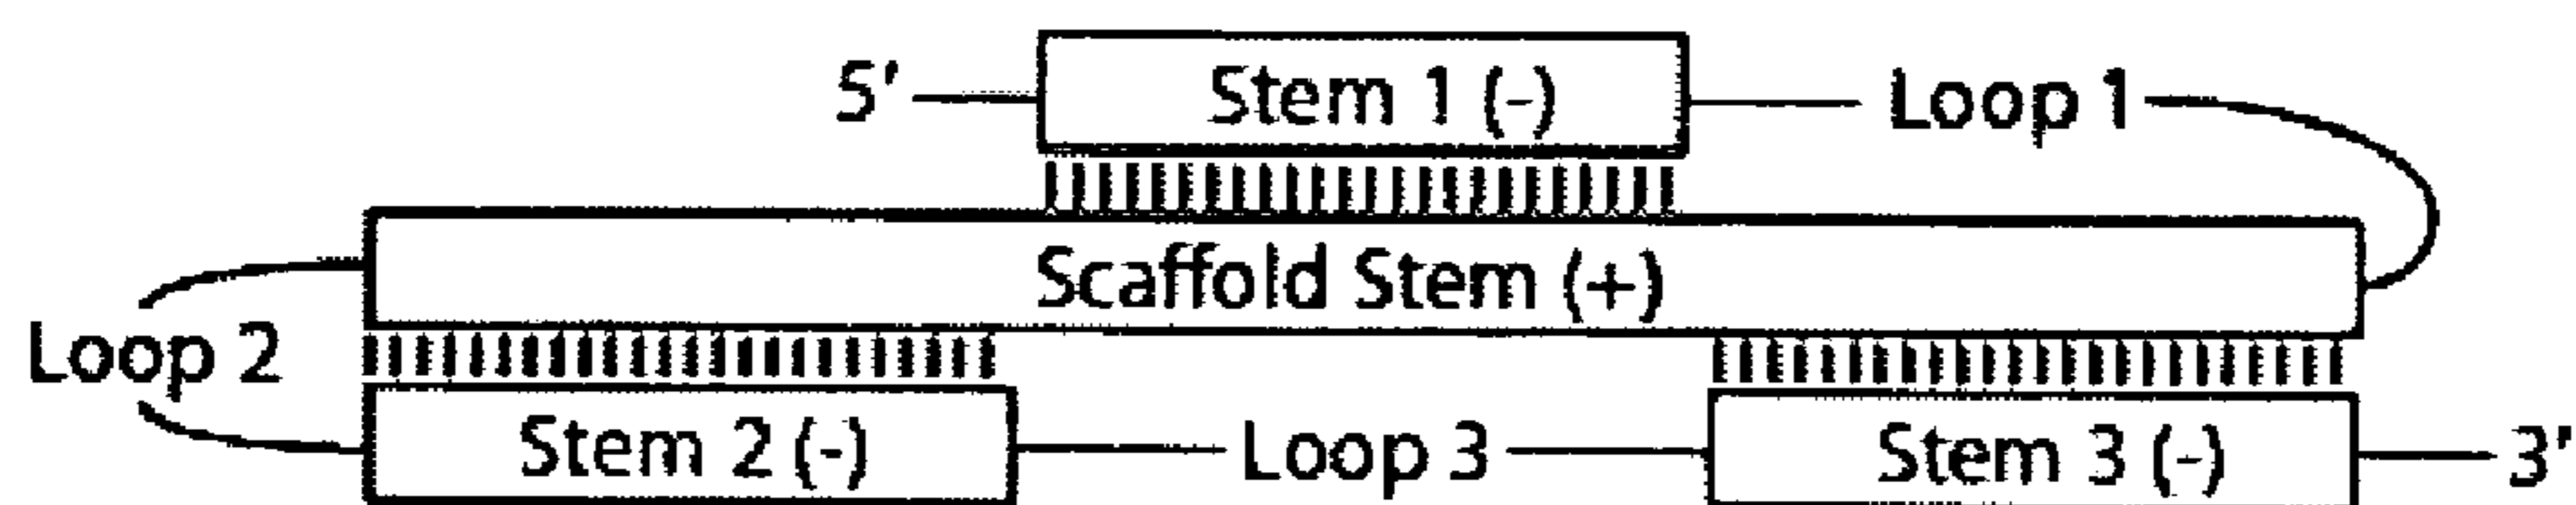 5' Stem 1 (-) Loop 1
Scaffold Stem (+)
Loop 2
Stem 2 (-) Loop 3 Stem 3 (-) 3'